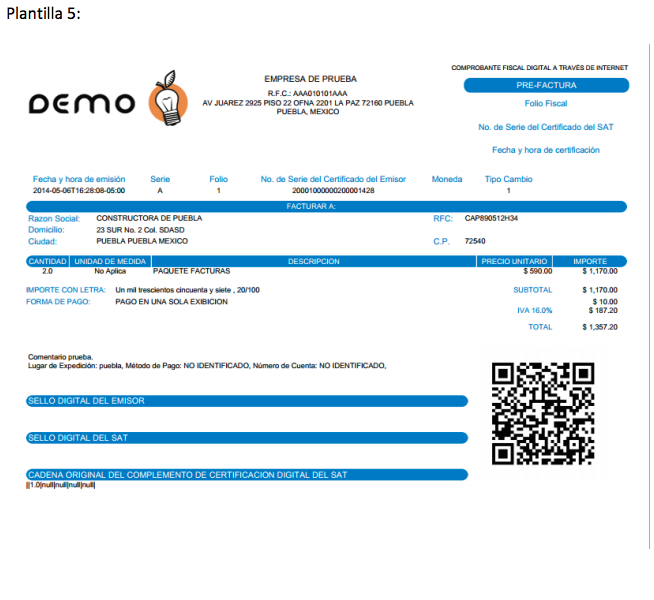 Plantilla 5:
COMPROBANTE FISCAL DIGITAL A TRAVÉS DE INTERNET
DEMO
EMPRESA DE PRUEBA
R.F.C.: AAA010101AAA
AV JUAREZ 2925 PISO 22 OFNA 2201 LA PAZ 72160 PUEBLA
PUEBLA, MEXICO
PRE-FACTURA
Folio Fiscal
No. de Serie del Certificado del SAT
Fecha y hora de certificación
Fecha y hora de emisión Serie Folio No. de Serie del Certificado del Emisor Moneda Tipo Cambio
2014-05-06T16:28:08-05:00 A 1 20001000000200001428 1
FACTURAR A:
Razon Social: CONSTRUCTORA DE PUEBLA RFC: CAP890512H34
Domicilio: 23 SUR No. 2 Col. SDASD
Ciudad: PUEBLA PUEBLA MEXICO C.P. 72540
CANTIDAD UNIDAD DE MEDIDA DESCRIPCION PRECIO UNITARIO IMPORTE
2.0 No Aplica PAQUETE FACTURAS $ 590.00 $ 1,170.00
IMPORTE CON LETRA: Un mil trescientos cincuenta y siete , 20/100 SUBTOTAL $ 1,170.00
FORMA DE PAGO: PAGO EN UNA SOLA EXIBICION $ 10.00
IVA 16.0% $ 187.20
TOTAL $ 1,357.20
Comentario prueba.
Lugar de Expedición: puebla, Método de Pago: NO IDENTIFICADO, Número de Cuenta: NO IDENTIFICADO,
SELLO DIGITAL DEL EMISOR
SELLO DIGITAL DEL SAT
CADENA ORIGINAL DEL COMPLEMENTO DE CERTIFICACION DIGITAL DEL SAT
||1.0|null|null|null|null|